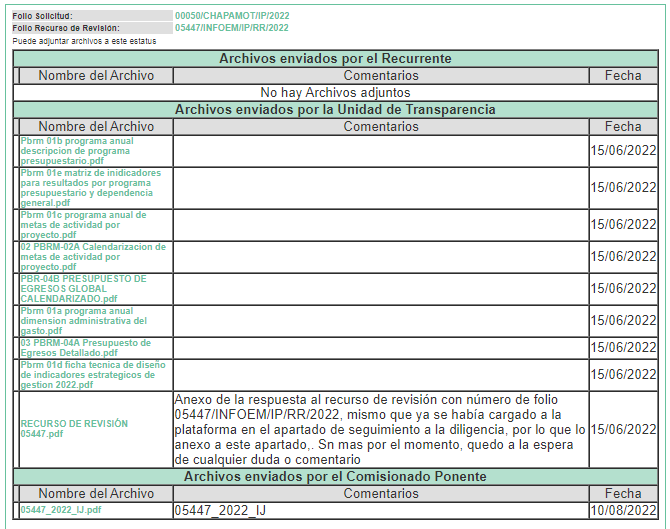 Folio Solicitud: 00050/CHAPAMOT/IP/2022
Folio Recurso de Revisión: 05447/INFOEM/IP/RR/2022
Puede adjuntar archivos a este estatus
Archivos enviados por el Recurrente
Nombre del Archivo Comentarios Fecha
No hay Archivos adjuntos
Archivos enviados por la Unidad de Transparencia
Nombre del Archivo Comentarios Fecha
Pbrm 01b programa anual
descripcion de programa
presupuestario.pdf
15/06/2022
Pbrm 01e matriz de inidicadores
para resultados por programa
presupuestario y dependencia
general.pdf
15/06/2022
Pbrm 01c programa anual de
metas de actividad por
proyecto.pdf
15/06/2022
02 PBRM-02A Calendarizacion de
metas de actividad por
proyecto.pdf
15/06/2022
PBR-04B PRESUPUESTO DE
EGRESOS GLOBAL
CALENDARIZADO.pdf
15/06/2022
Pbrm 01a programa anual
dimension administrativa del
gasto.pdf
15/06/2022
03 PBRM-04A Presupuesto de
Egresos Detallado.pdf
15/06/2022
Pbrm 01d ficha tecnica de diseño
de indicadores estrategicos de
gestion 2022.pdf
15/06/2022
RECURSO DE REVISIÓN
05447.pdf
Anexo de la respuesta al recurso de revisión con número de folio
05447/INFOEM/IP/RR/2022, mismo que ya se había cargado a la
plataforma en el apartado de seguimiento a la diligencia, por lo que lo
anexo a este apartado,. Sn mas por el momento, quedo a la espera
de cualquier duda o comentario
15/06/2022
Archivos enviados por el Comisionado Ponente
Nombre del Archivo Comentarios Fecha
05447_2022_IJ.pdf 05447_2022_IJ 10/08/2022